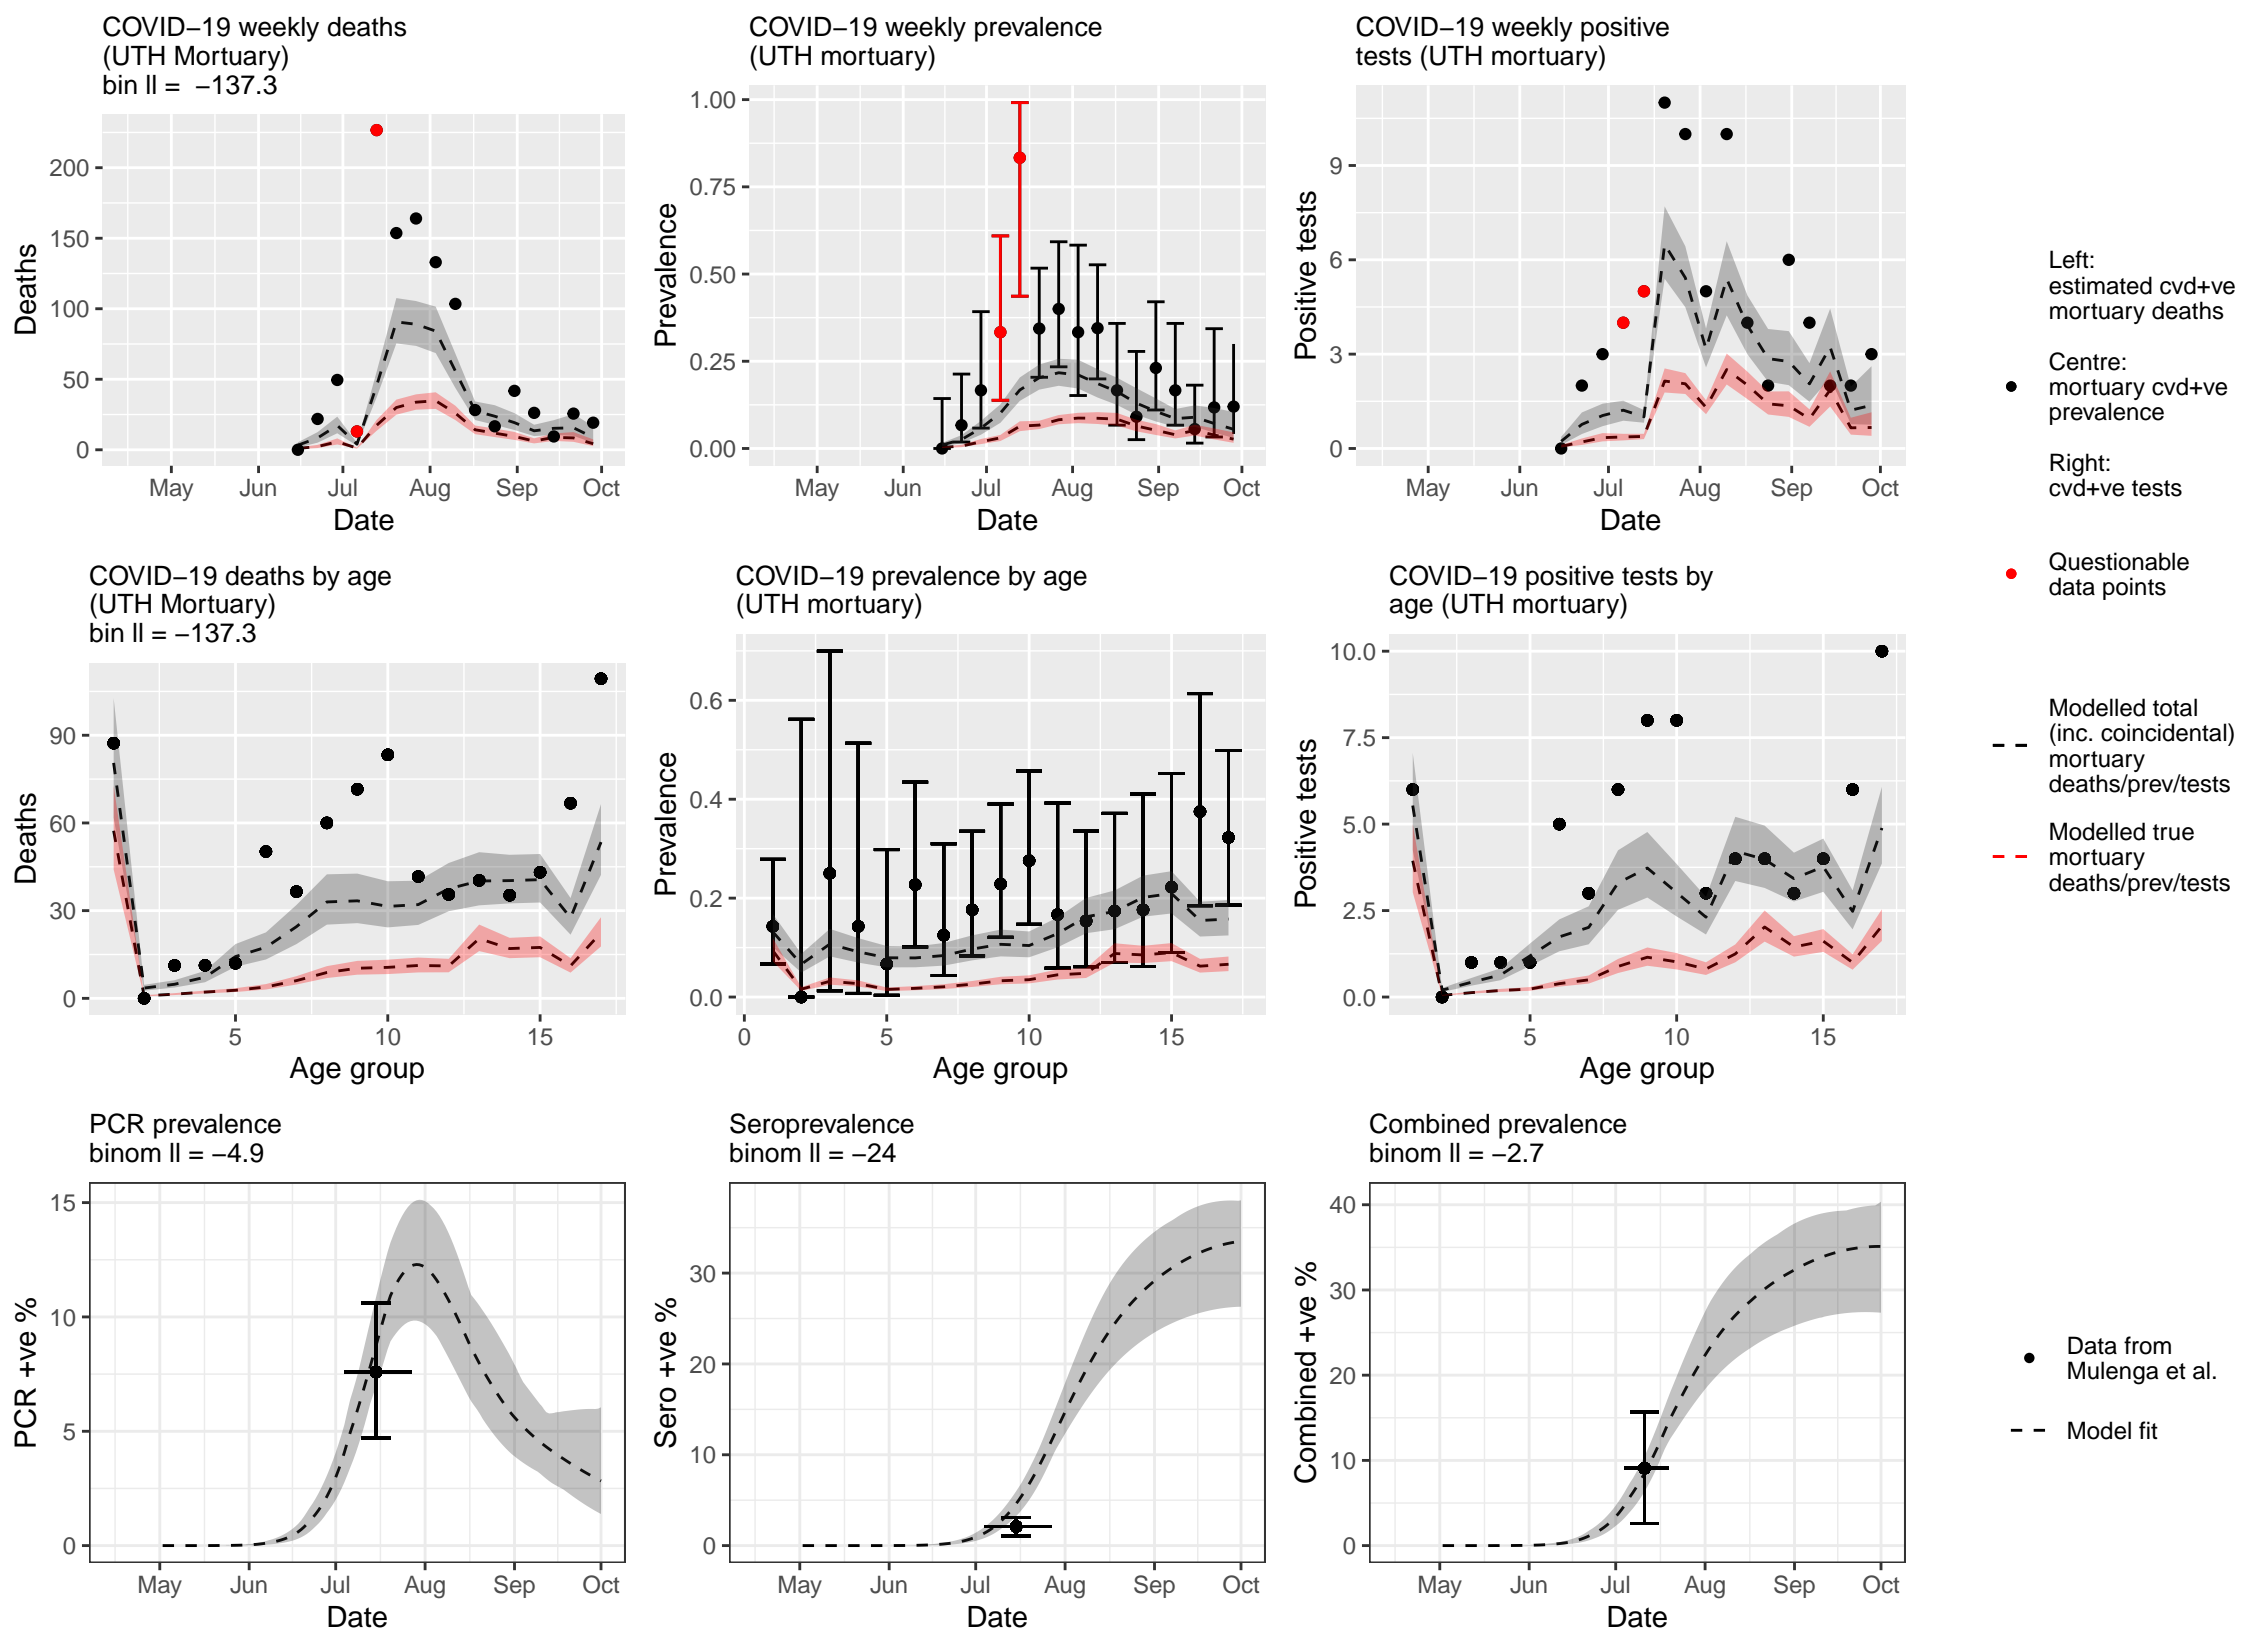 COVID−19 weekly deaths
(UTH Mortuary)
bin ll =  −137.3
Deaths
200
150
100
50
0
May Jun Jul Aug Sep Oct
Date
COVID−19 weekly prevalence
(UTH mortuary)
Prevalence
1.00
0.75
0.50
0.25
0.00
May Jun Jul Aug Sep Oct
Date
COVID−19 weekly positive
tests (UTH mortuary)
Positive tests
9
6
3
0
May Jun Jul Aug Sep Oct
Date
Left:
estimated cvd+ve
mortuary deaths
Centre:
mortuary cvd+ve
prevalence
Right:
cvd+ve tests
Questionable
data points
Modelled total
(inc. coincidental)
mortuary
deaths/prev/tests
Modelled true
mortuary
deaths/prev/tests
COVID−19 deaths by age
(UTH Mortuary)
bin ll = −137.3
Deaths
90
60
30
0
5 10 15
Age group
COVID−19 prevalence by age
(UTH mortuary)
Prevalence
0.6
0.4
0.2
0.0
0 5 10 15
Age group
COVID−19 positive tests by
age (UTH mortuary)
Positive tests
10.0
7.5
5.0
2.5
0.0
5 10 15
Age group
PCR prevalence
binom ll = −4.9
PCR +ve %
15
10
5
0
May Jun Jul Aug Sep Oct
Date
Seroprevalence
binom ll = −24
Sero +ve %
30
20
10
0
May Jun Jul Aug Sep Oct
Date
Combined prevalence
binom ll = −2.7
Combined +ve %
40
30
20
10
0
May Jun Jul Aug Sep Oct
Date
Data from
Mulenga et al.
Model fit